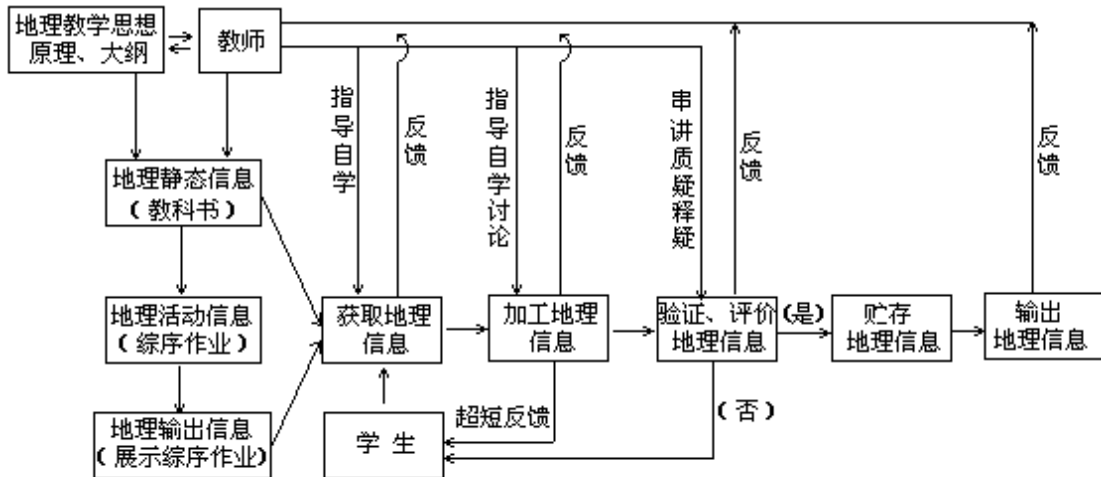 地理教学思想
原理、大纲
教师
指导自学
反馈
指导自学讨论
反馈
串讲质疑释疑
反馈
反馈
地理静态信息
(教科书)
地理活动信息
(综序作业)
地理输出信息
(展示综序作业)
获取地理
信息
加工地理
信息
验证、评价
地理信息
(是)
贮存
地理信息
输出
地理信息
超短反馈
(否)
学生